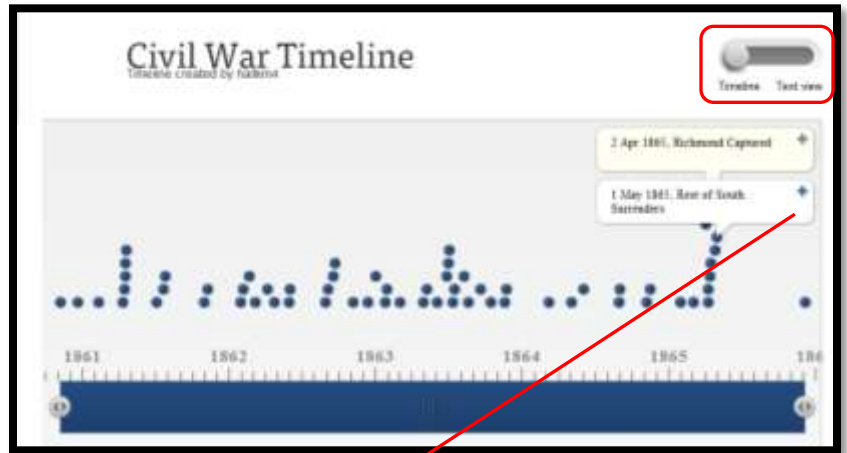 Civil War Timeline
Timeline created by
Timeline Text view
2 Apr 1865, Richmond Captured
1 May 1865, Rest of South
Surrenders
1861 1862 1863 1864 1865 186